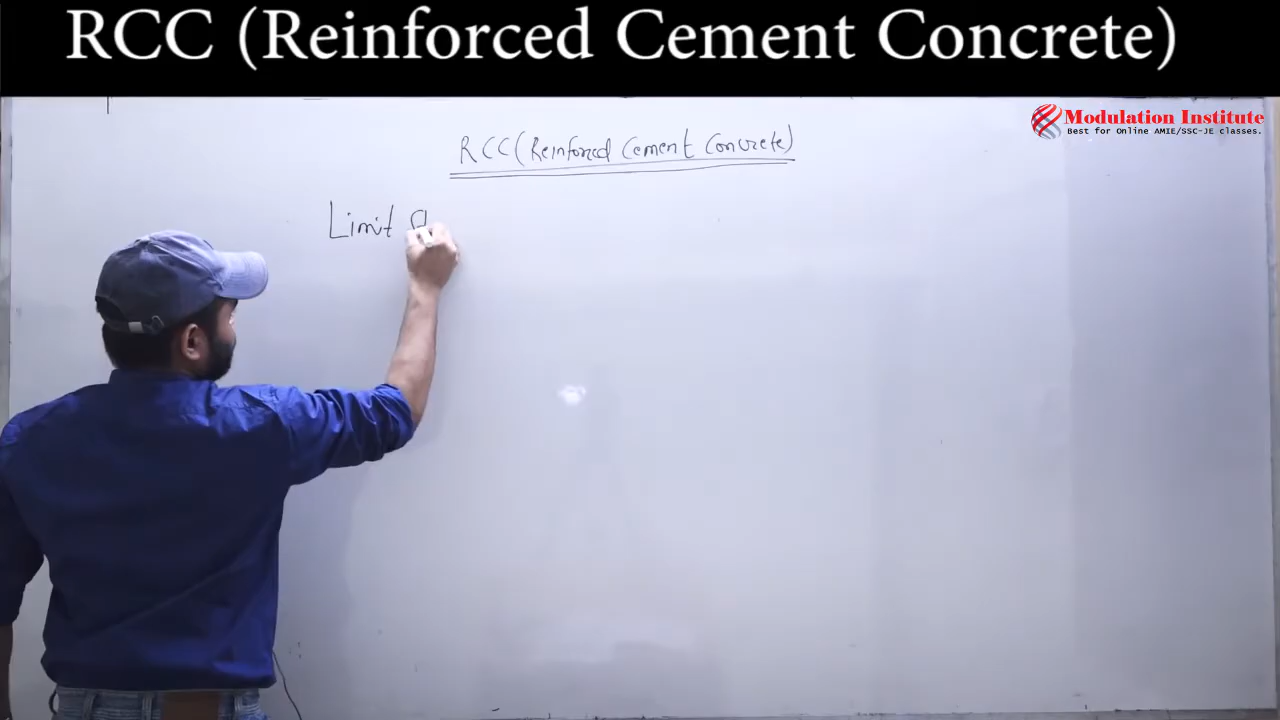 RCC (Reinforced Cement Concrete)
Modulation Institute
Best for Online AMIE/SSC-JE classes.
RCC (Reinforced Cement Concrete)
Limit